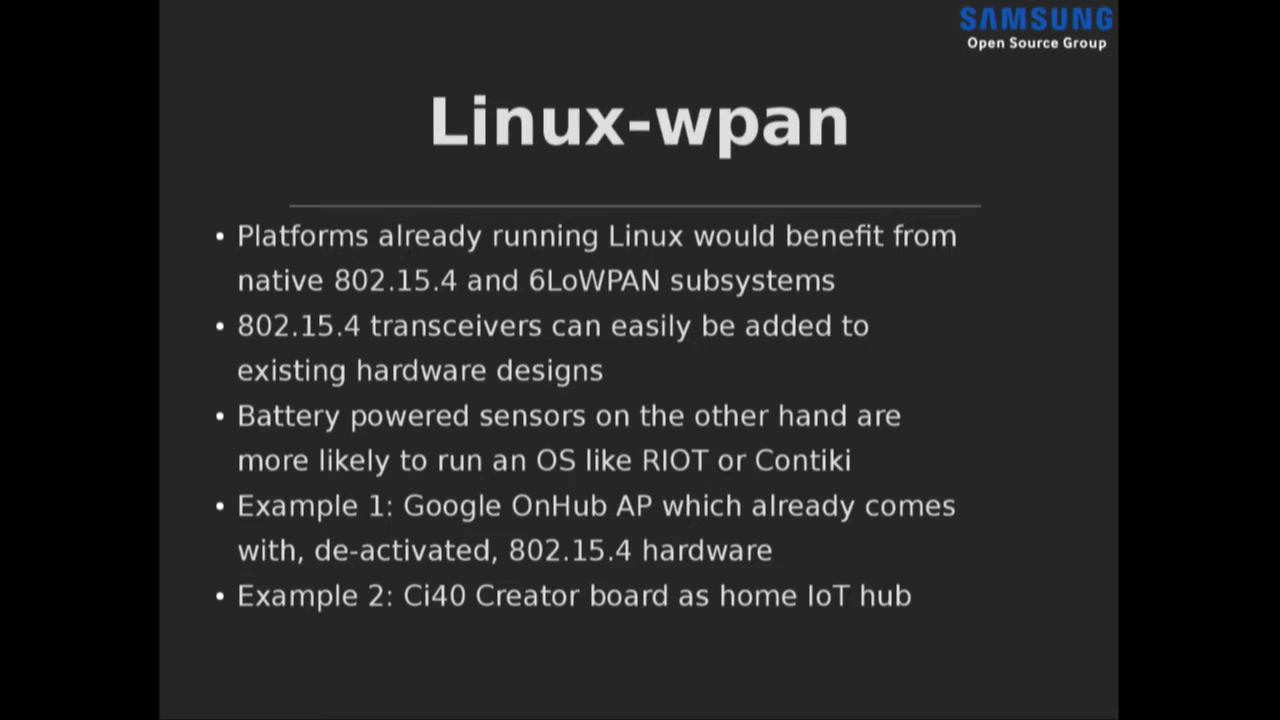 SAMSUNG
Open Source Group
Linux-wpan
• Platforms already running Linux would benefit from
native 802.15.4 and 6LoWPAN subsystems
• 802.15.4 transceivers can easily be added to
existing hardware designs
• Battery powered sensors on the other hand are
more likely to run an OS like RIOT or Contiki
• Example 1: Google OnHub AP which already comes
with, de-activated, 802.15.4 hardware
• Example 2: Ci40 Creator board as home IoT hub